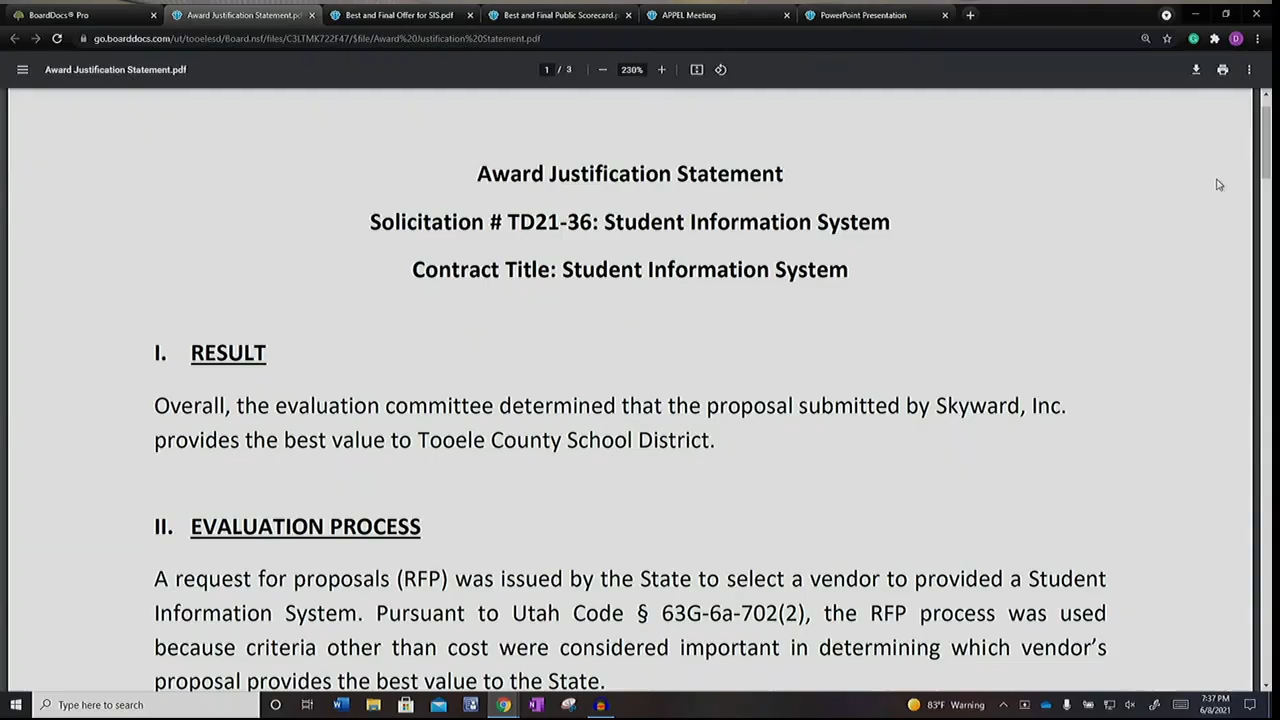 BoardDocs® Pro
Award Justification Statement.pd
Best and Final Offer for SIS.pdf
Best and Final Public Scorecard.p
APPEL Meeting
PowerPoint Presentation
go.boarddocs.com/ut/tooelesd/Board.nsf/files/C3LTMK722F47/$file/Award%20Justification%20Statement.pdf
Award Justification Statement.pdf
1 / 3
230%
Award Justification Statement
Solicitation # TD21-36: Student Information System
Contract Title: Student Information System
I. RESULT
Overall, the evaluation committee determined that the proposal submitted by Skyward, Inc.
provides the best value to Tooele County School District.
II. EVALUATION PROCESS
A request for proposals (RFP) was issued by the State to select a vendor to provided a Student
Information System. Pursuant to Utah Code § 63G-6a-702(2), the RFP process was used
because criteria other than cost were considered important in determining which vendor's
proposal provides the best value to the State.
Type here to search
83°F Warning
7:37 PM
6/8/2021